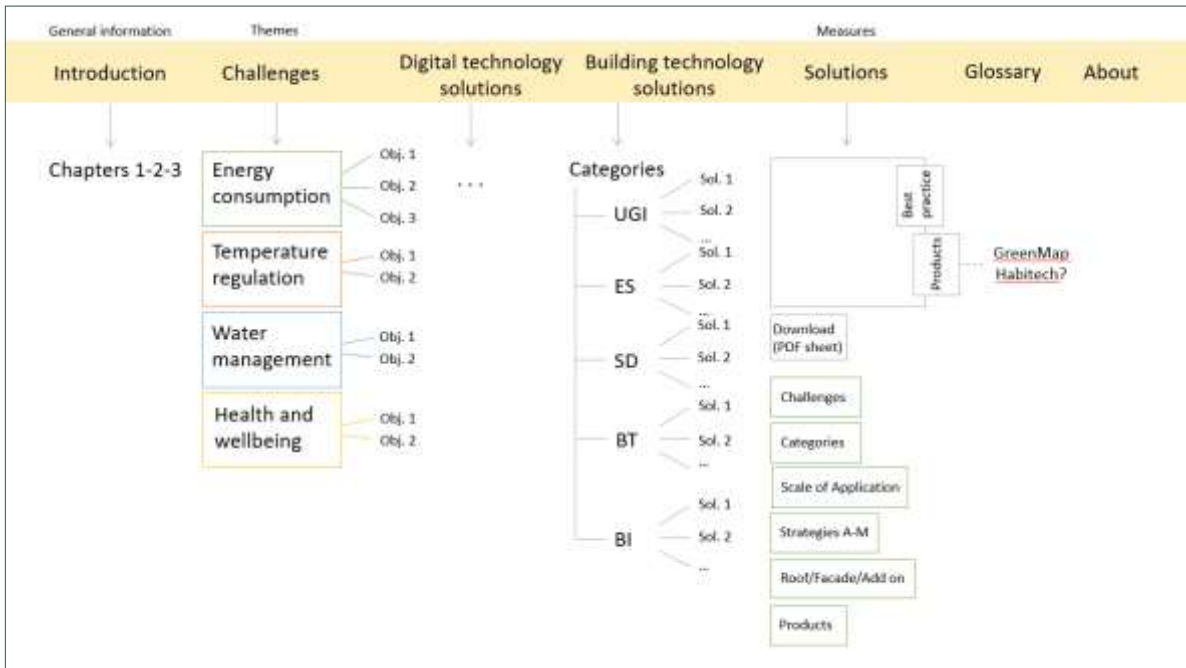 General information
Themes
Measures
Introduction
Challenges
Digital technology
solutions
Building technology
solutions
Solutions
Glossary
About
Chapters 1-2-3
Energy
consumption
Obj. 1
Obj. 2
Obj. 3
Temperature
regulation
Obj. 1
Obj. 2
Water
management
Obj. 1
Obj. 2
Health and
wellbeing
Obj. 1
Obj. 2
...
Categories
UGI
Sol. 1
Sol. 2
...
ES
Sol. 1
Sol. 2
...
SD
Sol. 1
Sol. 2
...
BT
Sol. 1
Sol. 2
...
BI
Sol. 1
Sol. 2
...
Best
practice
Products
GreenMap
Habitech?
Download
(PDF sheet)
Challenges
Categories
Scale of Application
Strategies A-M
Roof/Facade/Add on
Products